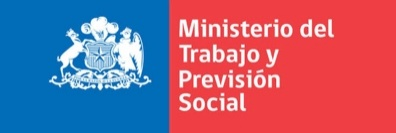 Ministerio del
Trabajo y
Previsión
Social